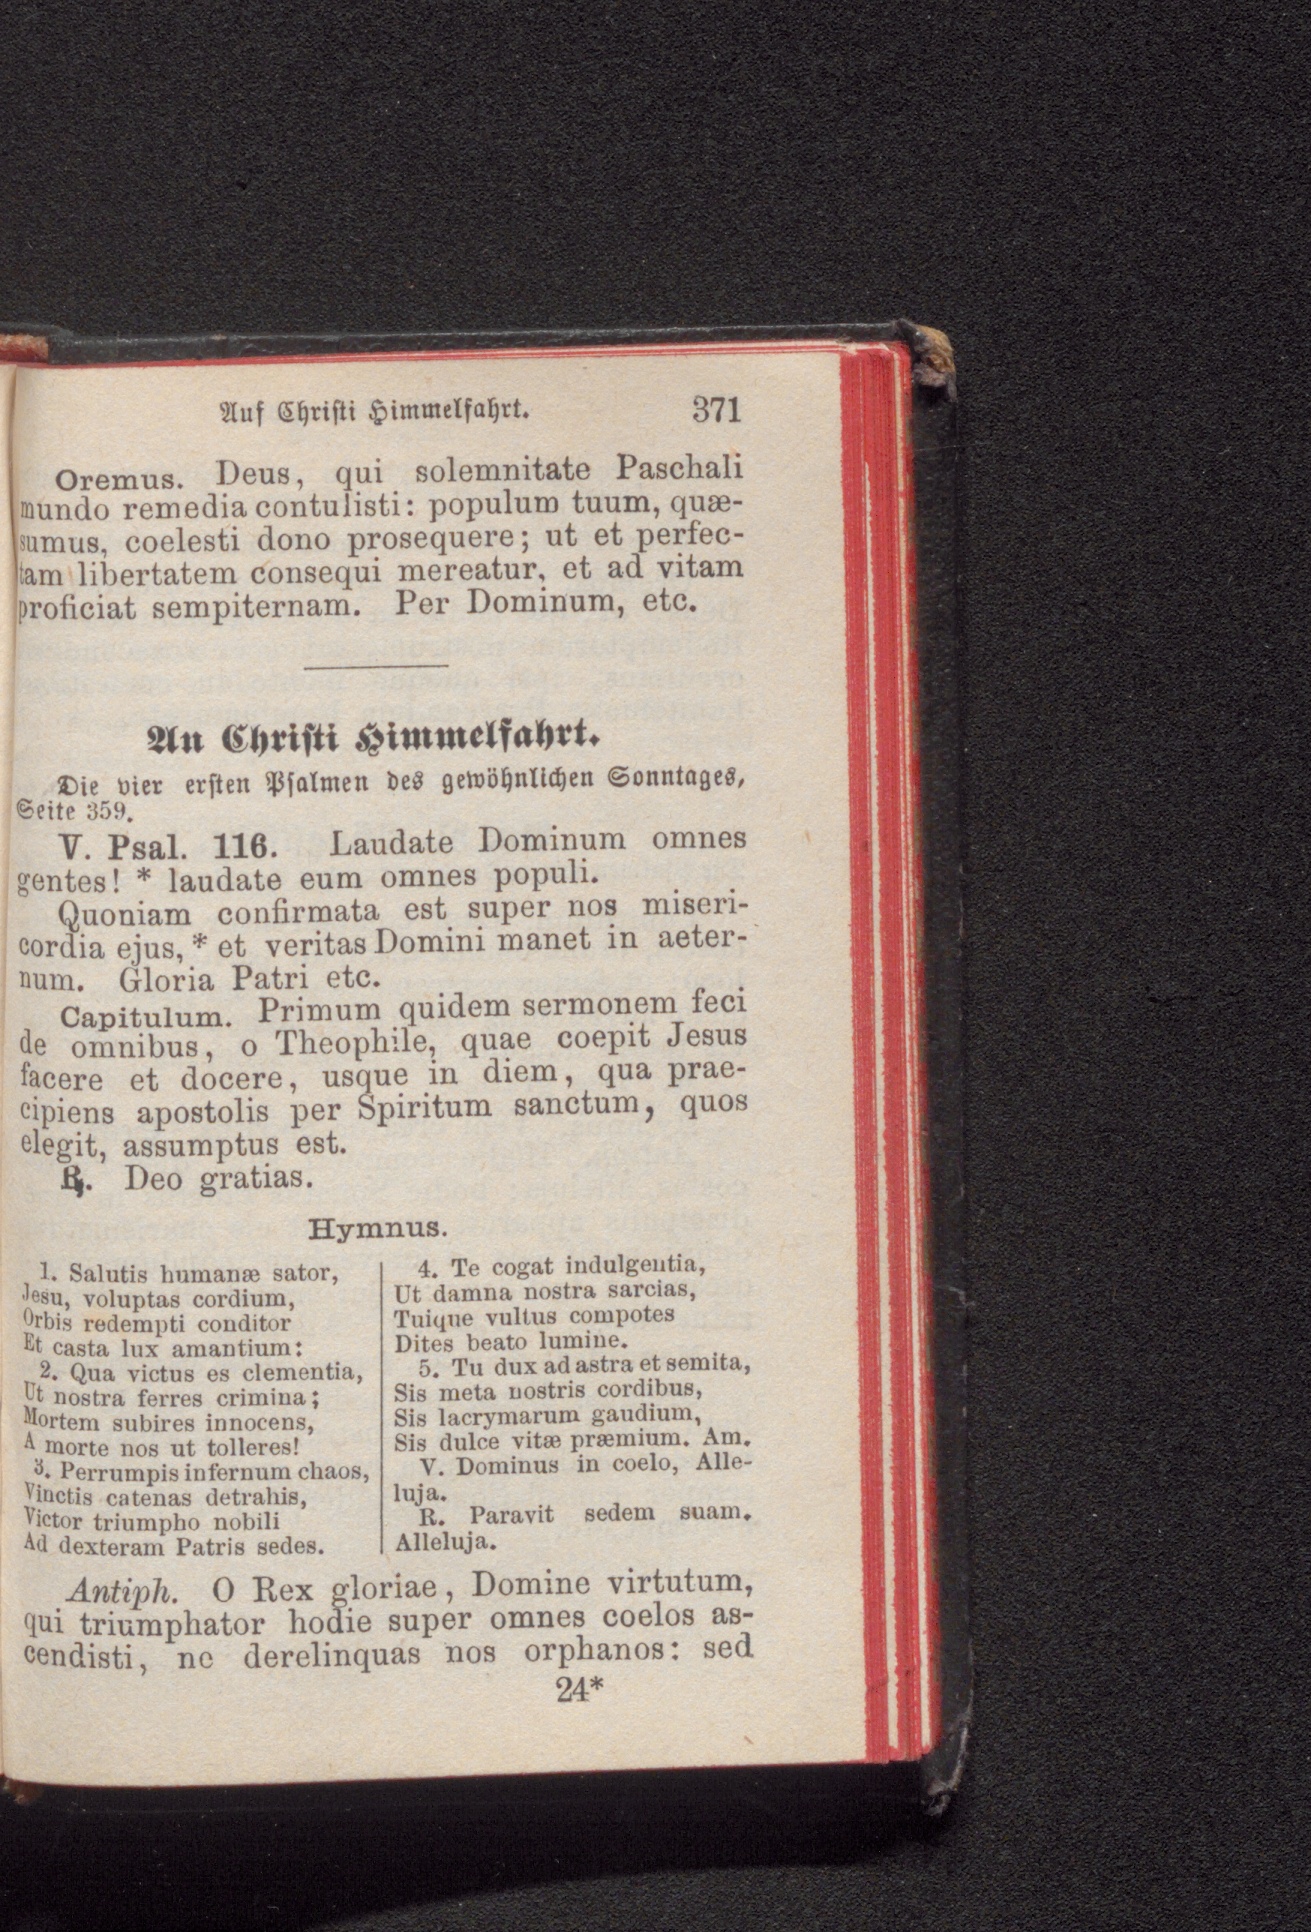 Auf Christi Himmelfahrt. 371
Oremus. Deus, qui solemnitate Paschali
mundo remedia contulisti: populum tuum, quæ-
sumus, coelesti dono prosequere; ut et perfec-
tam libertatem consequi mereatur, et ad vitam
proficiat sempiternam. Per Dominum, etc.
An Christi Himmelfahrt.
Die vier ersten Psalmen des gewöhnlichen Sonntages,
Seite 359.
V. Psal. 116. Laudate Dominum omnes
gentes! * laudate eum omnes populi.
Quoniam confirmata est super nos miseri-
cordia ejus, * et veritas Domini manet in aeter-
num. Gloria Patri etc.
Capitulum. Primum quidem sermonem feci
de omnibus, o Theophile, quae coepit Jesus
facere et docere, usque in diem, qua prae-
cipiens apostolis per Spiritum sanctum, quos
elegit, assumptus est.
℟. Deo gratias.
Hymnus.
1. Salutis humanæ sator,
Jesu, voluptas cordium,
Orbis redempti conditor
Et casta lux amantium:
2. Qua victus es clementia,
Ut nostra ferres crimina;
Mortem subires innocens,
A morte nos ut tolleres!
3. Perrumpis infernum chaos,
Vinctis catenas detrahis,
Victor triumpho nobili
Ad dexteram Patris sedes.
4. Te cogat indulgentia,
Ut damna nostra sarcias,
Tuique vultus compotes
Dites beato lumine.
5. Tu dux ad astra et semita,
Sis meta nostris cordibus,
Sis lacrymarum gaudium,
Sis dulce vitæ præmium. Am.
V. Dominus in coelo, Alle-
luja.
R. Paravit sedem suam.
Alleluja.
Antiph. O Rex gloriae, Domine virtutum,
qui triumphator hodie super omnes coelos as-
cendisti, ne derelinquas nos orphanos: sed
24*